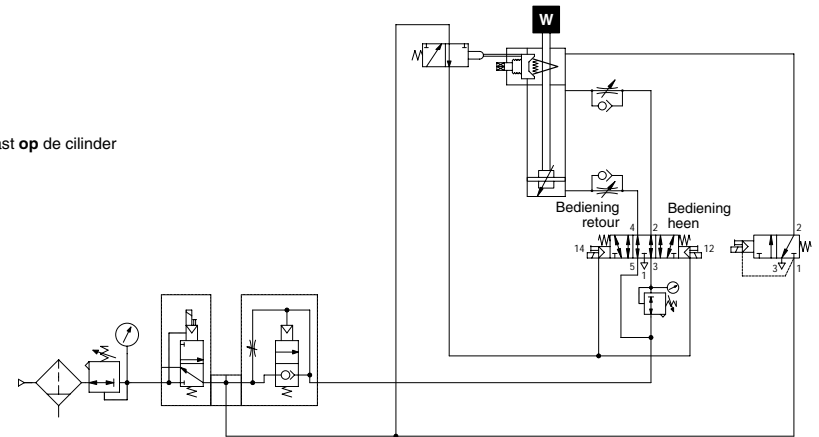 W
ast op de cilinder
Bediening
retour
Bediening
heen
4 2
14 12
5 1 3
2
3 1